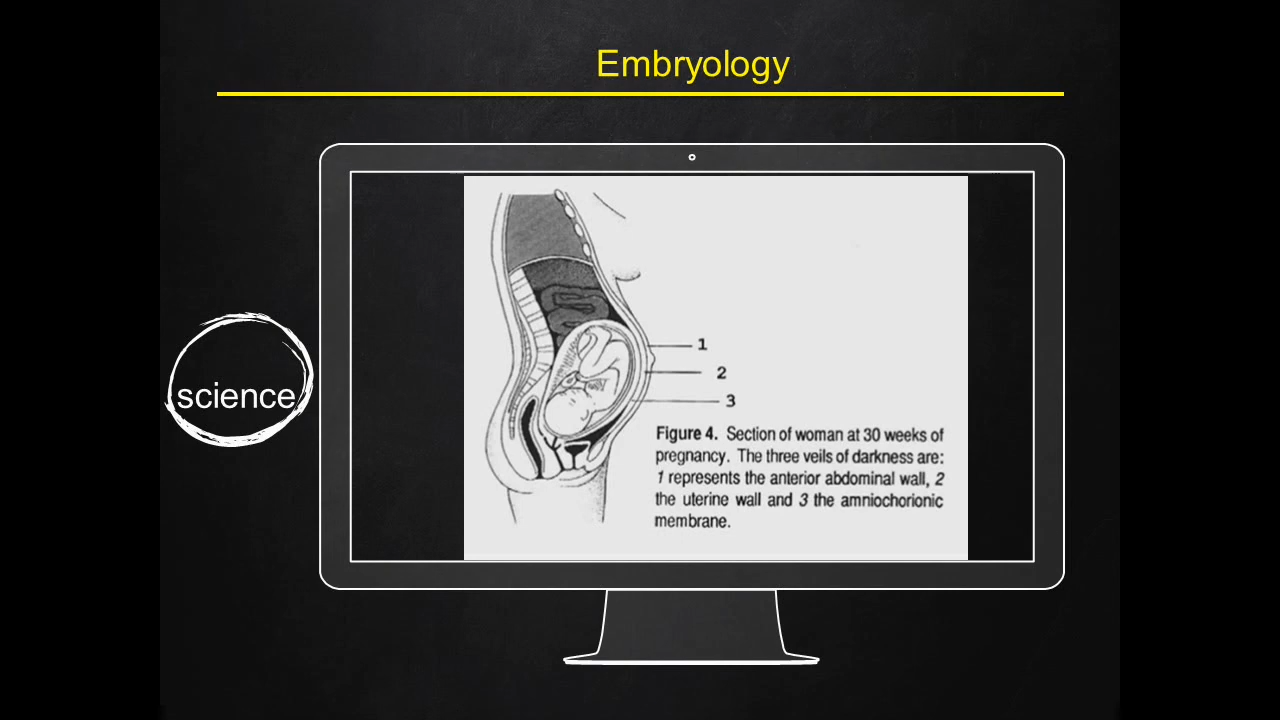 Embryology
science
1
2
3
Figure 4. Section of woman at 30 weeks of
pregnancy. The three veils of darkness are:
1 represents the anterior abdominal wall, 2
the uterine wall and 3 the amniochorionic
membrane.